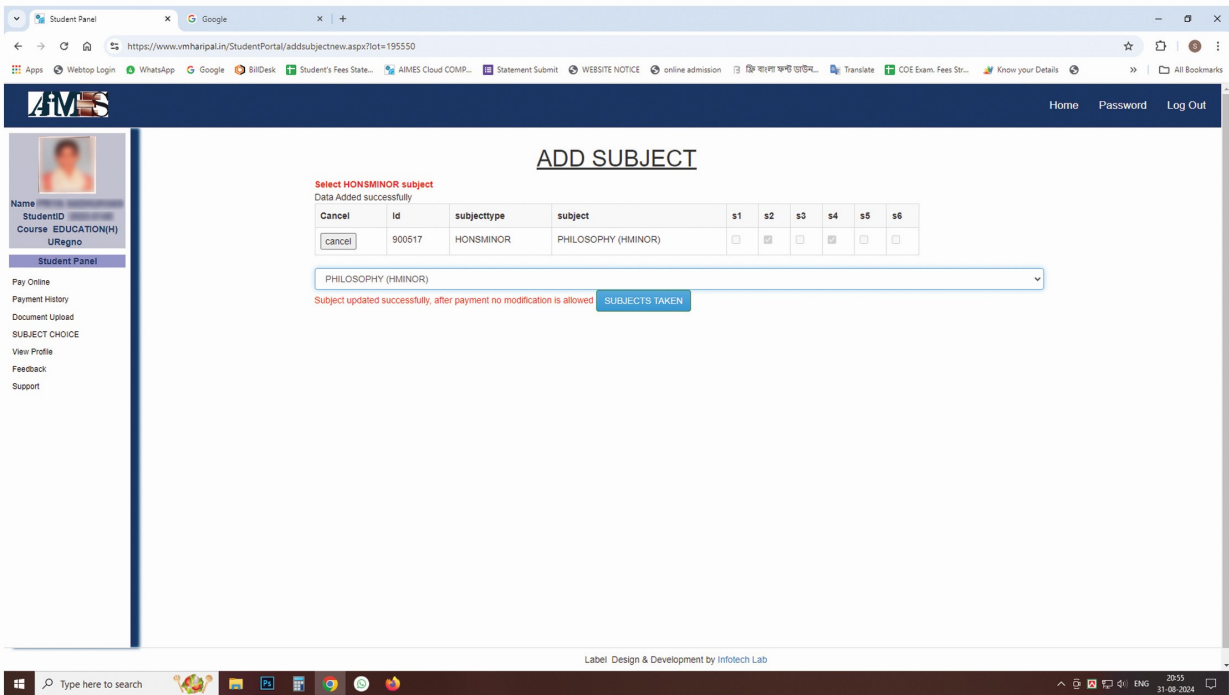 Student Panel
Google
https://www.vmharipal.in/StudentPortal/addsubjectnew.aspx?lot=195550
S
Apps Webtop Login WhatsApp Google BillDesk Student's Fees State... AIMES Cloud COMP... Statement Submit WEBSITE NOTICE online admission ফ্রি বাংলা ফন্ট ডাউন... Translate COE Exam. Fees Str... Know your Details » All Bookmarks
AiMES
Home Password Log Out
Name
StudentID
Course EDUCATION(H)
URegno
Student Panel
Pay Online
Payment History
Document Upload
SUBJECT CHOICE
View Profile
Feedback
Support
ADD SUBJECT
Select HONSMINOR subject
Data Added successfully
Cancel Id subjecttype subject s1 s2 s3 s4 s5 s6
cancel 900517 HONSMINOR PHILOSOPHY (HMINOR)
PHILOSOPHY (HMINOR)
Subject updated successfully, after payment no modification is allowed SUBJECTS TAKEN
Label Design & Development by Infotech Lab
Type here to search
Ps
ENG
20:55
31-08-2024